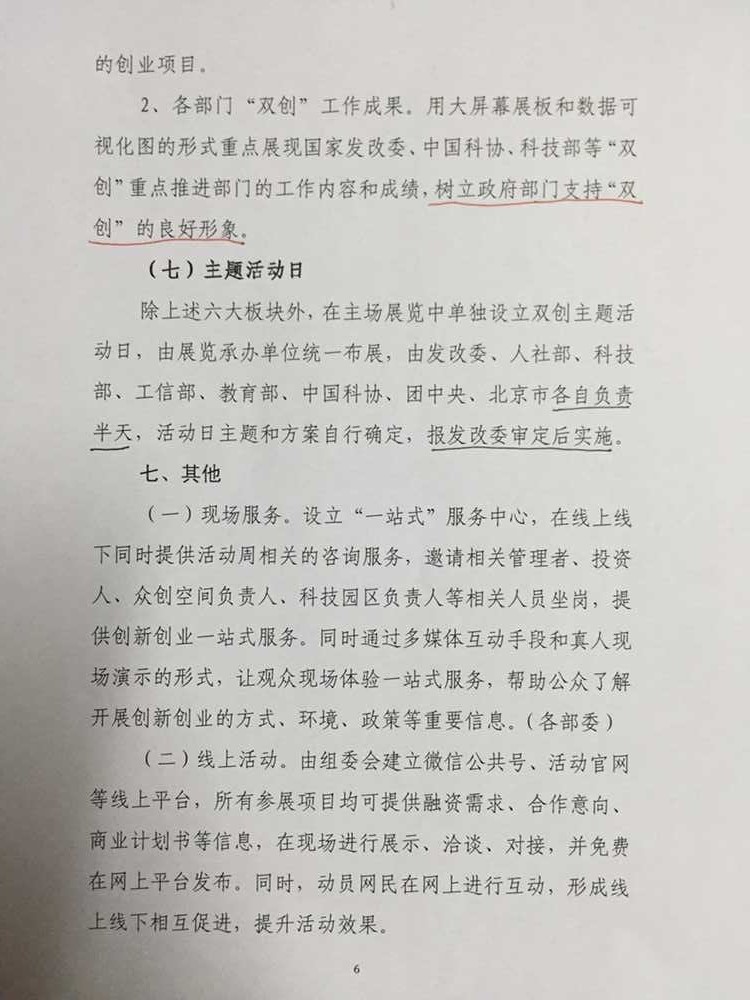 的创业项目。
2、各部门“双创”工作成果。用大屏幕展板和数据可
视化图的形式重点展现国家发改委、中国科协、科技部等“双
创”重点推进部门的工作内容和成绩，树立政府部门支持“双
创”的良好形象。
（七）主题活动日
除上述六大板块外，在主场展览中单独设立双创主题活
动日，由展览承办单位统一布展，由发改委、人社部、科技
部、工信部、教育部、中国科协、团中央、北京市各自负责
半天，活动日主题和方案自行确定，报发改委审定后实施。
七、其他
（一）现场服务。设立“一站式”服务中心，在线上线
下同时提供活动周相关的咨询服务，邀请相关管理者、投资
人、众创空间负责人、科技园区负责人等相关人员坐岗，提
供创新创业一站式服务。同时通过多媒体互动手段和真人现
场演示的形式，让观众现场体验一站式服务，帮助公众了解
开展创新创业的方式、环境、政策等重要信息。（各部委）
（二）线上活动。由组委会建立微信公共号、活动官网
等线上平台，所有参展项目均可提供融资需求、合作意向、
商业计划书等信息，在现场进行展示、洽谈、对接，并免费
在网上平台发布。同时，动员网民在网上进行互动，形成线
上线下相互促进，提升活动效果。
6